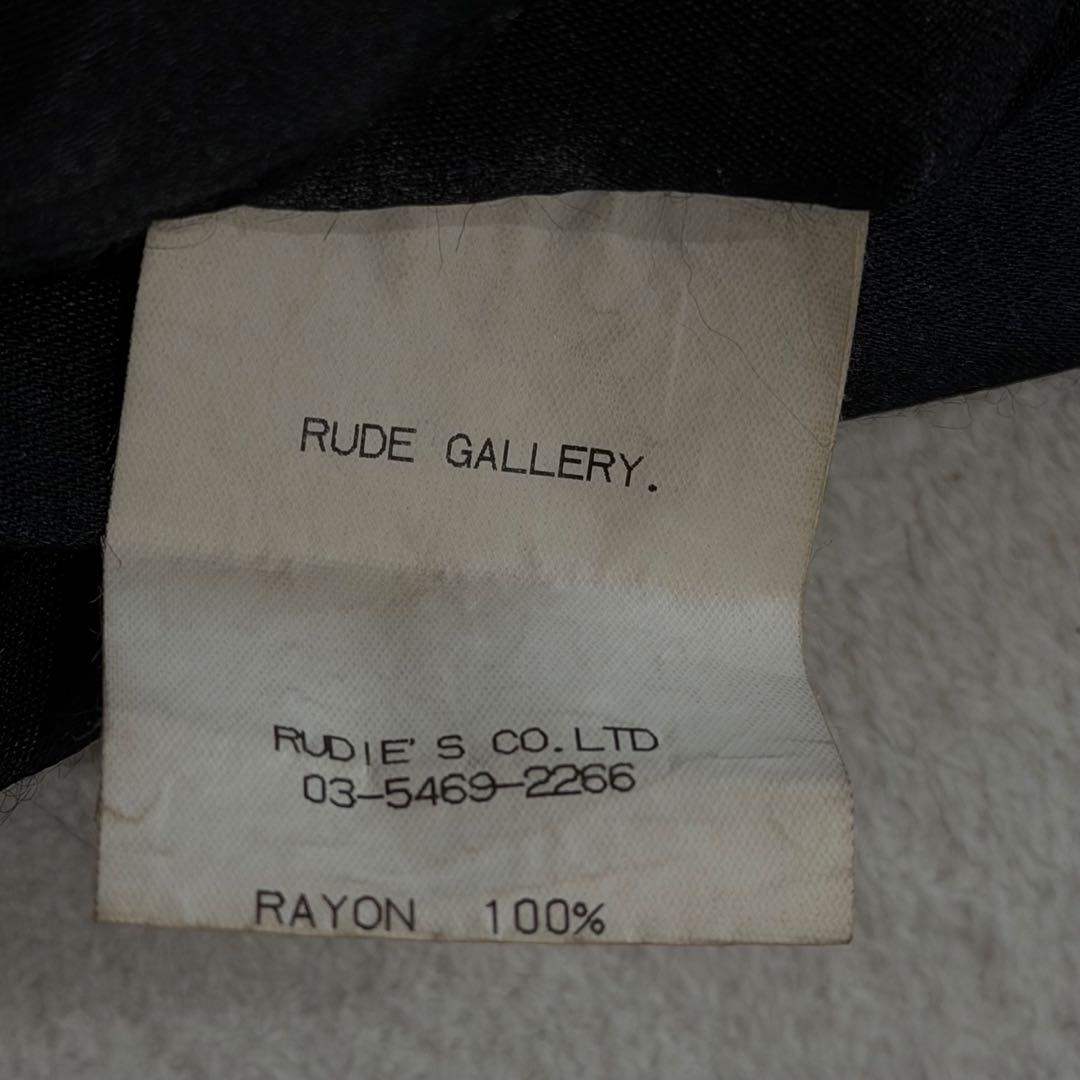 RUDE GALLERY.
RUDIE'S CO.LTD
03-5469-2266
RAYON 100%